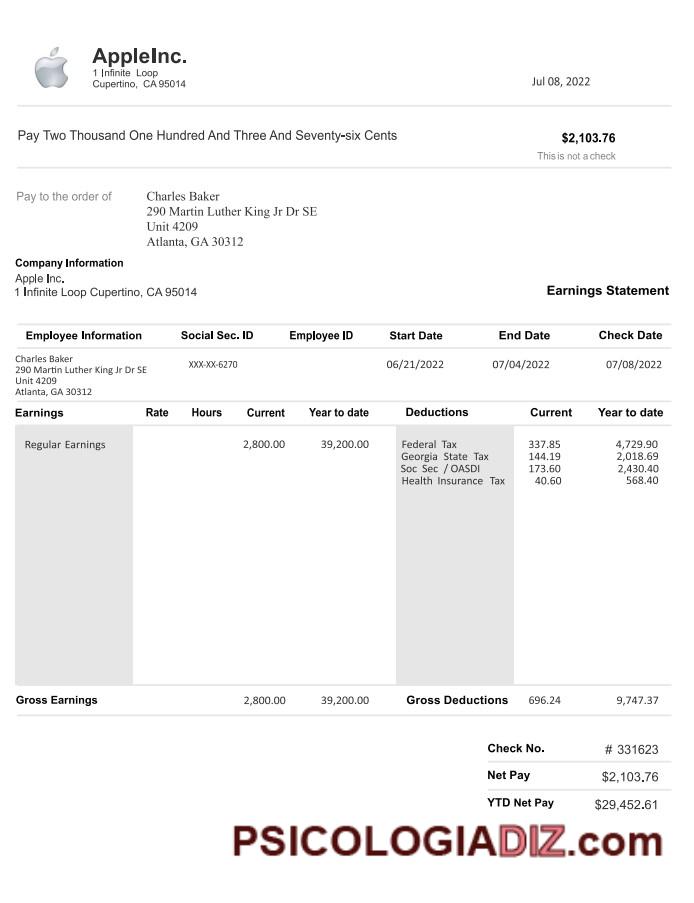 AppleInc.
1 Infinite Loop
Cupertino, CA 95014
Jul 08, 2022
Pay Two Thousand One Hundred And Three And Seventy-six Cents
$2,103.76
This is not a check
Pay to the order of
Charles Baker
290 Martin Luther King Jr Dr SE
Unit 4209
Atlanta, GA 30312
Company Information
Apple Inc.
1 Infinite Loop Cupertino, CA 95014
Earnings Statement
Employee Information Social Sec. ID Employee ID Start Date End Date Check Date
Charles Baker
290 Martin Luther King Jr Dr SE
Unit 4209
Atlanta, GA 30312
XXX-XX-6270 06/21/2022 07/04/2022 07/08/2022
Earnings Rate Hours Current Year to date Deductions Current Year to date
Regular Earnings 2,800.00 39,200.00 Federal Tax 337.85 4,729.90
Georgia State Tax 144.19 2,018.69
Soc Sec / OASDI 173.60 2,430.40
Health Insurance Tax 40.60 568.40
Gross Earnings 2,800.00 39,200.00 Gross Deductions 696.24 9,747.37
Check No. # 331623
Net Pay $2,103.76
YTD Net Pay $29,452.61
PSICOLOGIADIZ.com